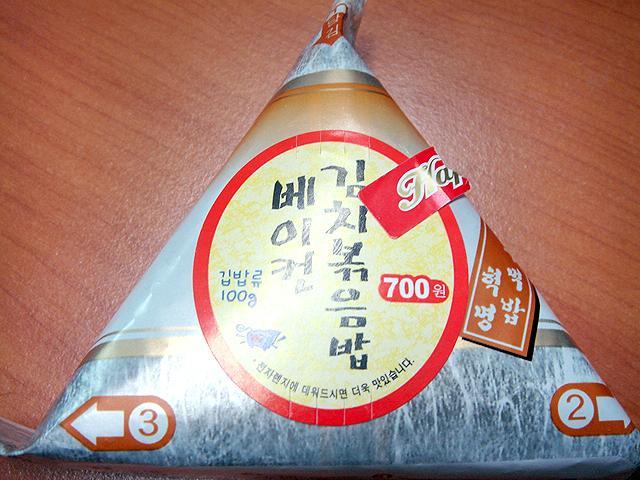 김치볶음밥
베이컨
700원
김밥류
100g
전자렌지에 데워드시면 더욱 맛있습니다.
혁명
밥
3
2